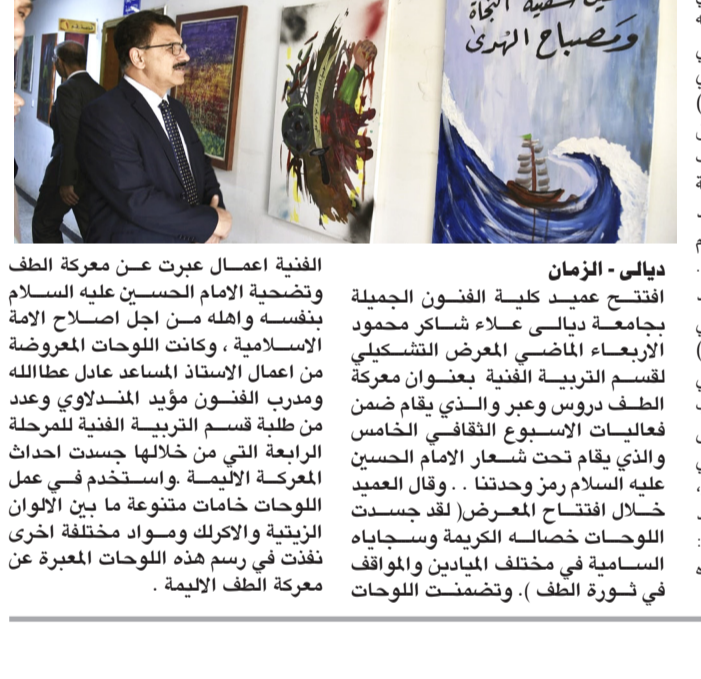 سفينة النجاة
ومصباح الهدى
ديالى - الزمان
افتتح عميد كلية الفنون الجميلة
بجامعة ديالى علاء شاكر محمود
الاربعاء الماضي المعرض التشكيلي
لقسم التربية الفنية بعنوان معركة
الطف دروس وعبر والذي يقام ضمن
فعاليات الاسبوع الثقافي الخامس
والذي يقام تحت شعار الامام الحسين
عليه السلام رمز وحدتنا . . وقال العميد
خلال افتتاح المعرض( لقد جسدت
اللوحات خصاله الكريمة وسجاياه
السامية في مختلف الميادين والمواقف
في ثورة الطف ). وتضمنت اللوحات
الفنية اعمال عبرت عن معركة الطف
وتضحية الامام الحسين عليه السلام
بنفسه واهله من اجل اصلاح الامة
الاسلامية ، وكانت اللوحات المعروضة
من اعمال الاستاذ المساعد عادل عطاالله
ومدرب الفنون مؤيد المندلاوي وعدد
من طلبة قسم التربية الفنية للمرحلة
الرابعة التي من خلالها جسدت احداث
المعركة الاليمة .واستخدم في عمل
اللوحات خامات متنوعة ما بين الالوان
الزيتية والاكرلك ومواد مختلفة اخرى
نفذت في رسم هذه اللوحات المعبرة عن
معركة الطف الاليمة .